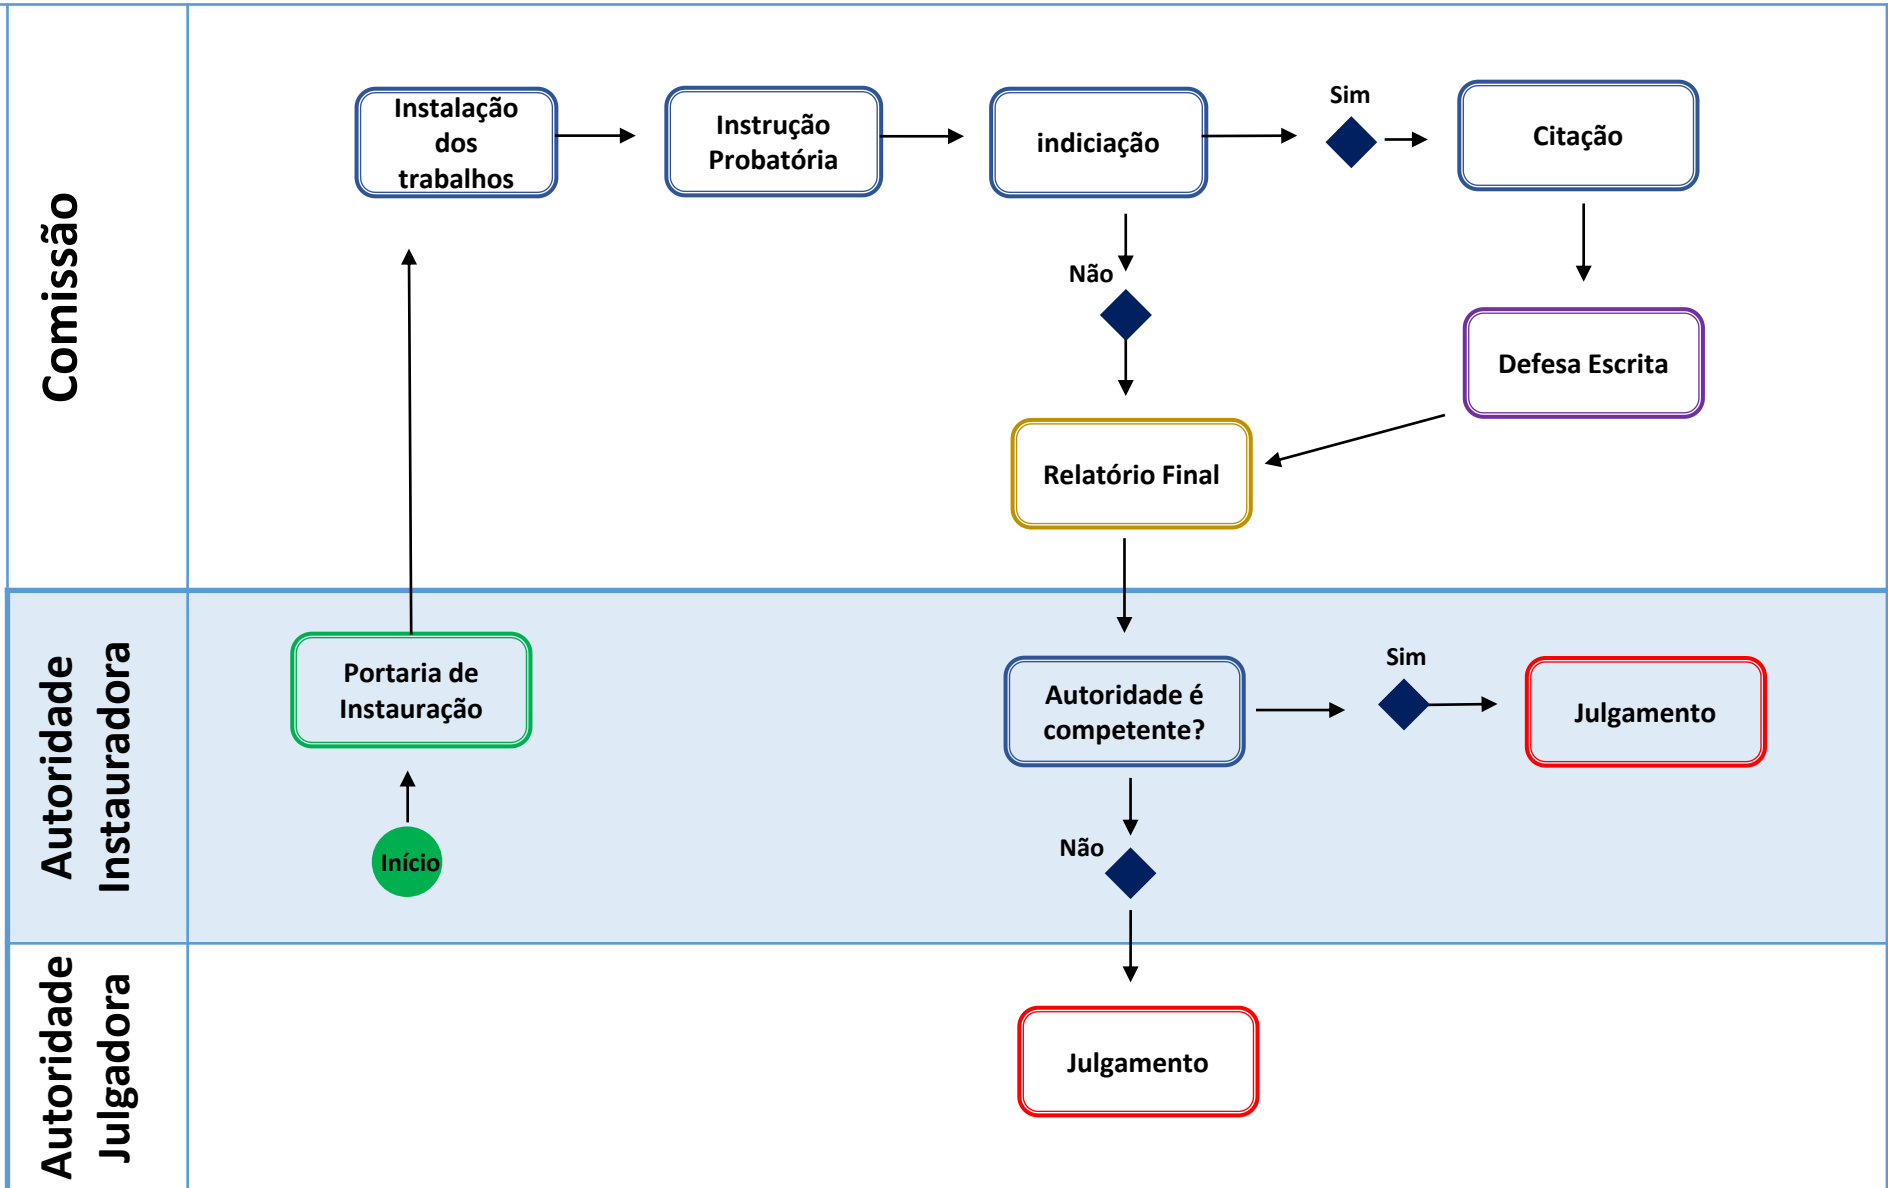 Comissão
Instalação
dos
trabalhos
Instrução
Probatória
indiciação
Sim
Citação
Não
Defesa Escrita
Relatório Final
Autoridade
Instauradora
Portaria de
Instauração
Início
Autoridade é
competente?
Sim
Julgamento
Não
Autoridade
Julgadora
Julgamento